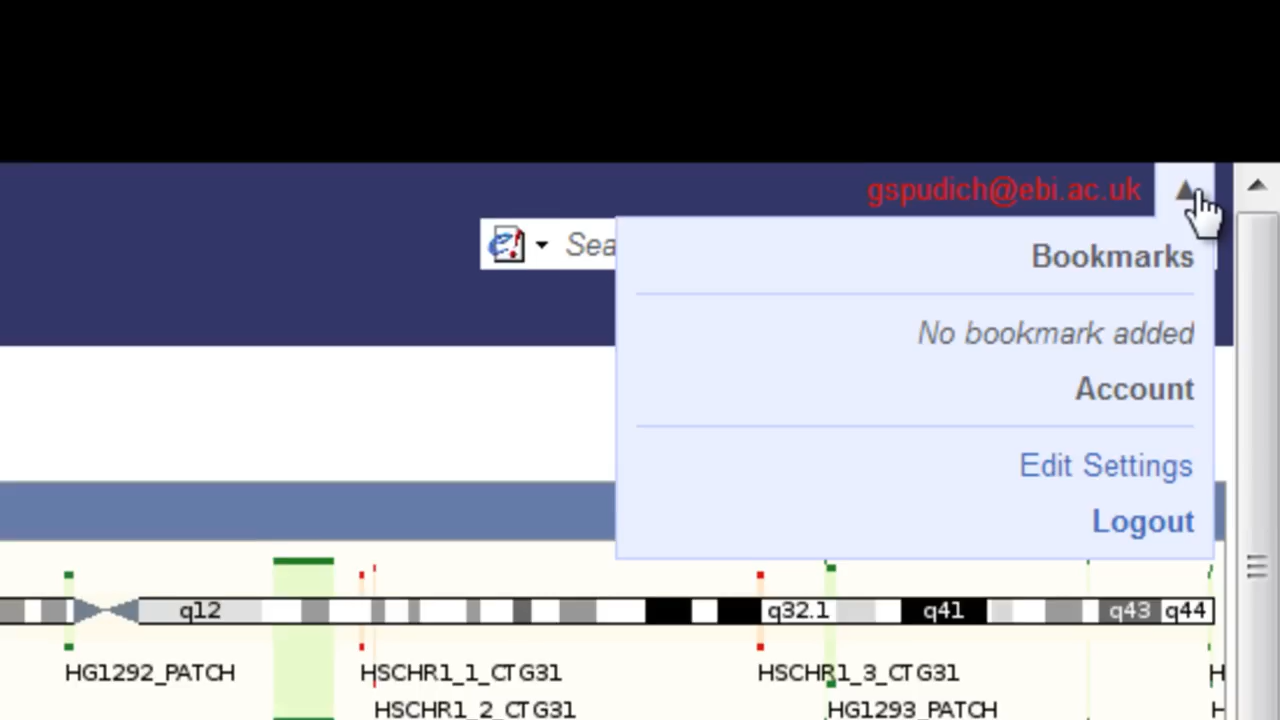 gspudich@ebi.ac.uk
Sea
Bookmarks
No bookmark added
Account
Edit Settings
Logout
q12 q32.1 q41 q43 q44
HG1292_PATCH HSCHR1_1_CTG31 HSCHR1_3_CTG31 H
HSCHR1_2_CTG31 HG1293_PATCH H